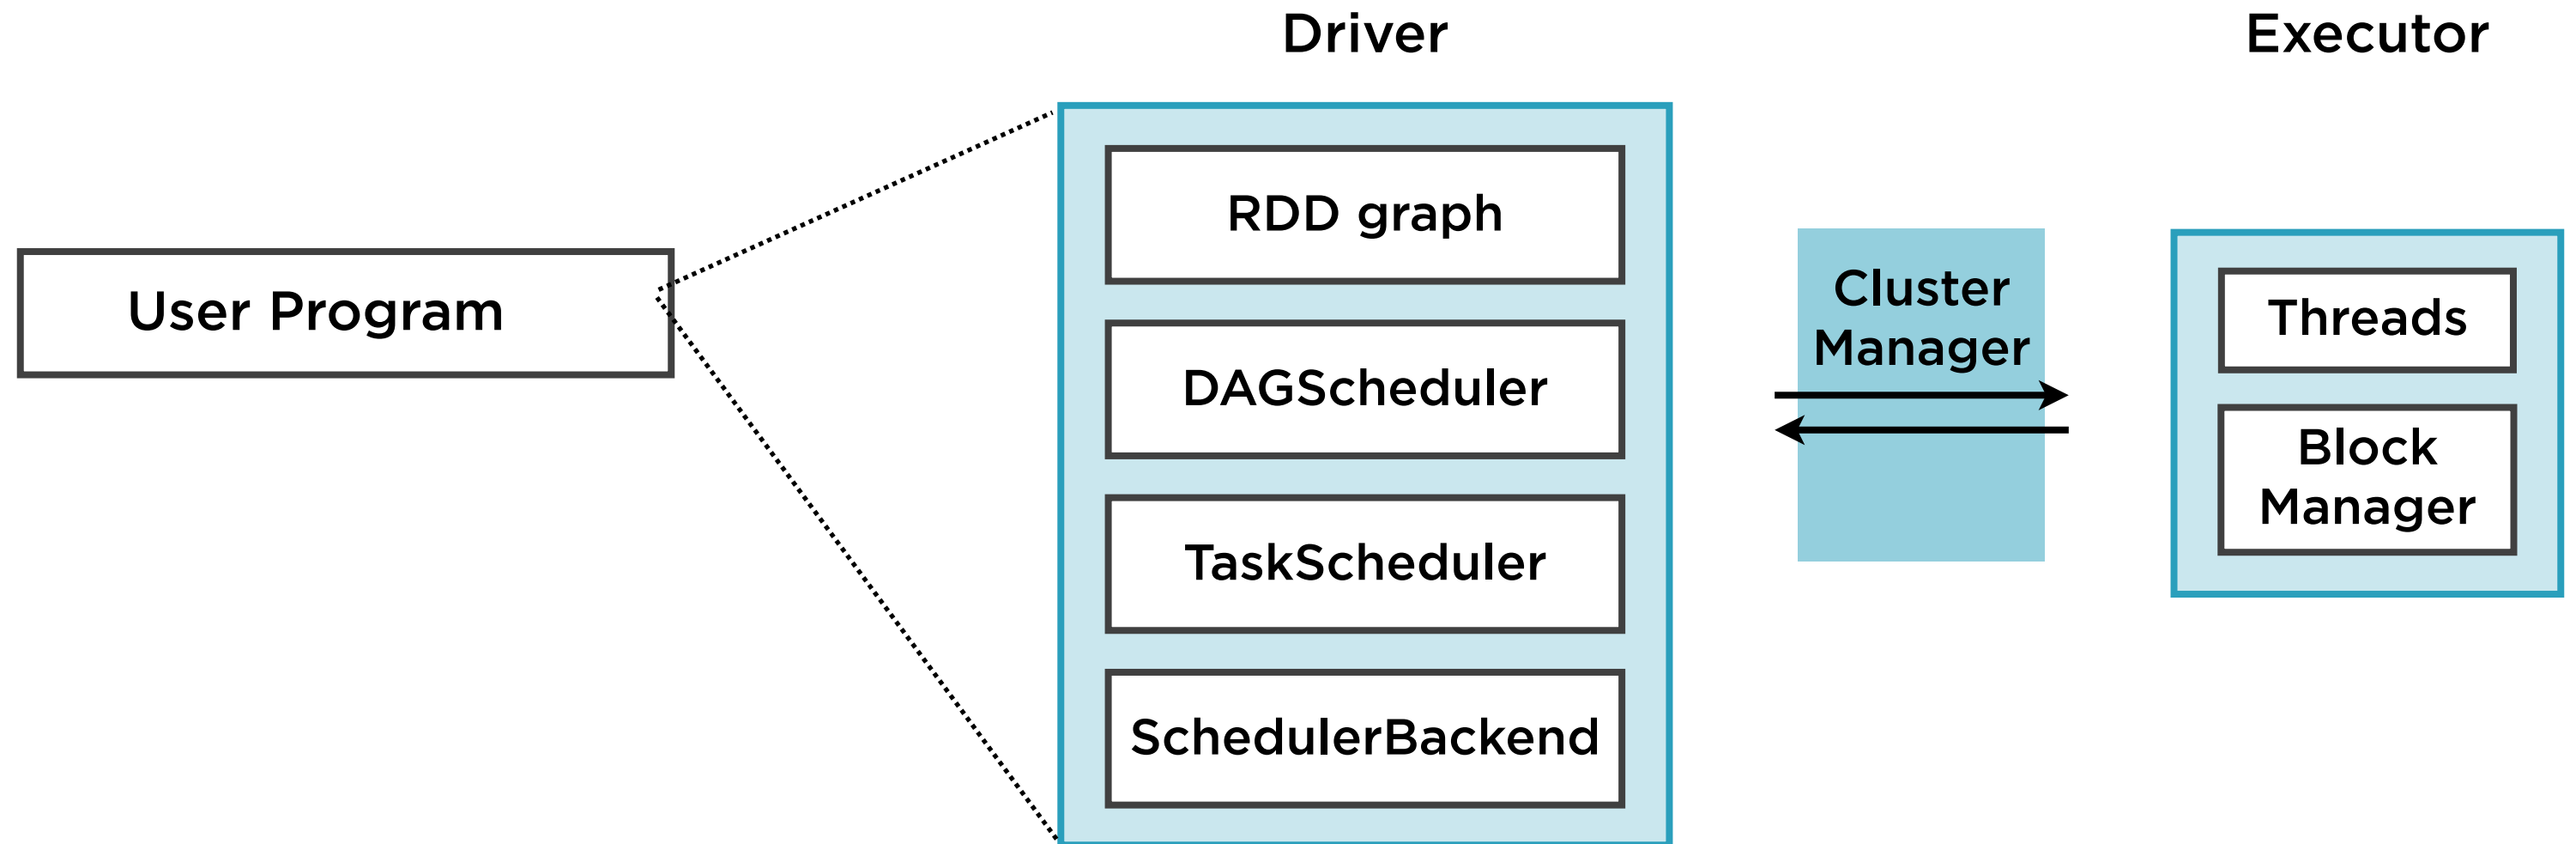 Driver
Executor
User Program
RDD graph
DAGScheduler
TaskScheduler
SchedulerBackend
Cluster
Manager
Threads
Block
Manager